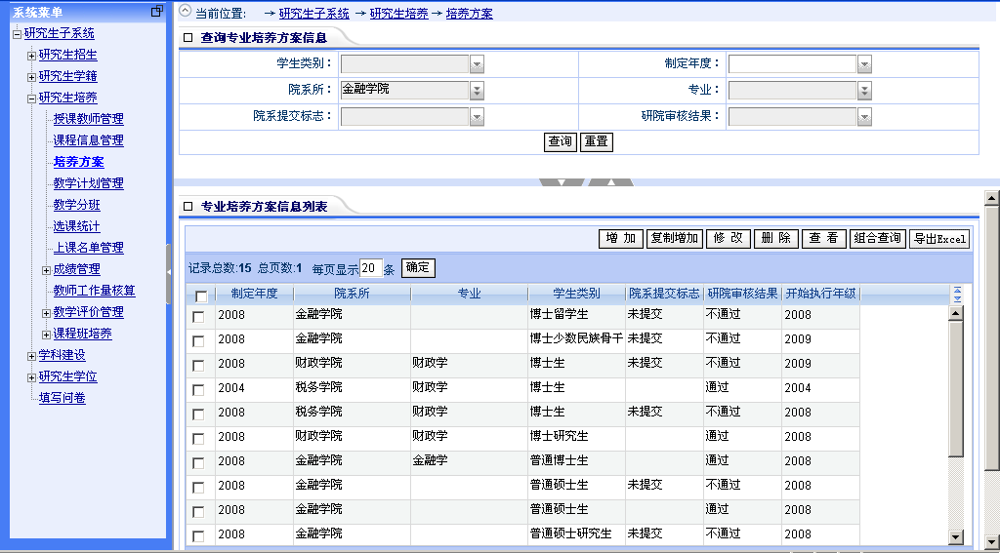 系统菜单
研究生子系统
研究生招生
研究生学籍
研究生培养
授课教师管理
课程信息管理
培养方案
教学计划管理
教学分班
选课统计
上课名单管理
成绩管理
教师工作量核算
教学评价管理
课程班培养
学科建设
研究生学位
填写问卷
当前位置: →研究生子系统 →研究生培养 →培养方案
查询专业培养方案信息
学生类别: 制定年度:
院系所: 金融学院 专业:
院系提交标志: 研院审核结果:
查询 重置
专业培养方案信息列表
增 加 复制增加 修 改 删 除 查 看 组合查询 导出Excel
记录总数:15 总页数:1 每页显示20条 确定
制定年度 院系所 专业 学生类别 院系提交标志 研院审核结果 开始执行年级
2008 金融学院 博士留学生 未提交 不通过 2008
2008 金融学院 博士少数民族骨干 未提交 不通过 2009
2008 财政学院 财政学 博士生 未提交 不通过 2009
2004 税务学院 财政学 博士生 通过 2004
2008 税务学院 财政学 博士生 未提交 不通过 2008
2008 财政学院 财政学 博士研究生 通过 2008
2008 金融学院 金融学 普通博士生 通过 2008
2008 金融学院 普通硕士生 未提交 不通过 2008
2008 金融学院 普通硕士生 通过 2008
2008 金融学院 普通硕士研究生 未提交 不通过 2008